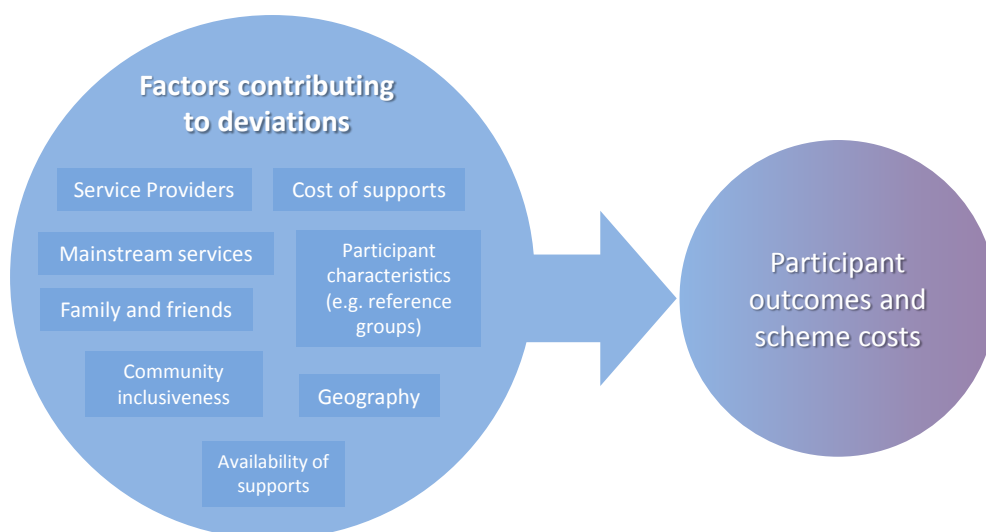 Factors contributing
to deviations
Service Providers
Cost of supports
Mainstream services
Participant
characteristics
(e.g. reference
groups)
Family and friends
Community
inclusiveness
Geography
Availability of
supports
Participant
outcomes and
scheme costs